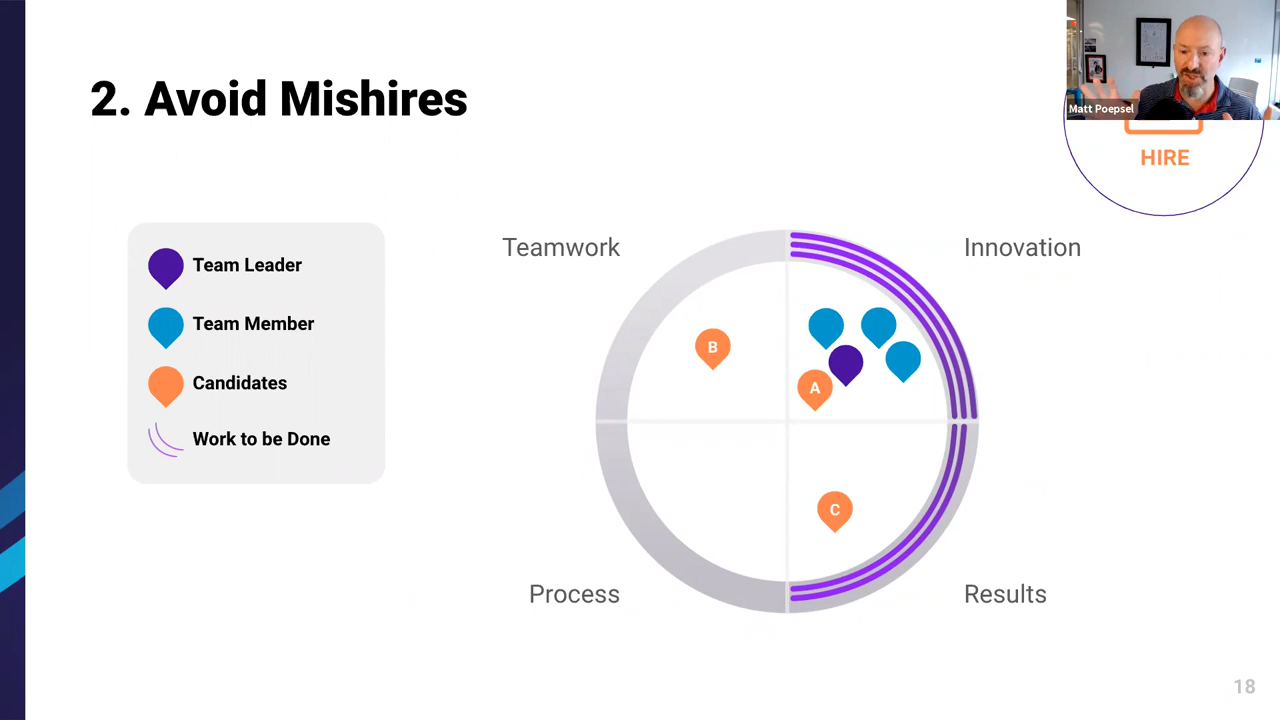 2. Avoid Mishires
Matt Poepsel
HIRE
Team Leader
Team Member
Candidates
Work to be Done
Teamwork
Innovation
B
A
C
Process
Results
18